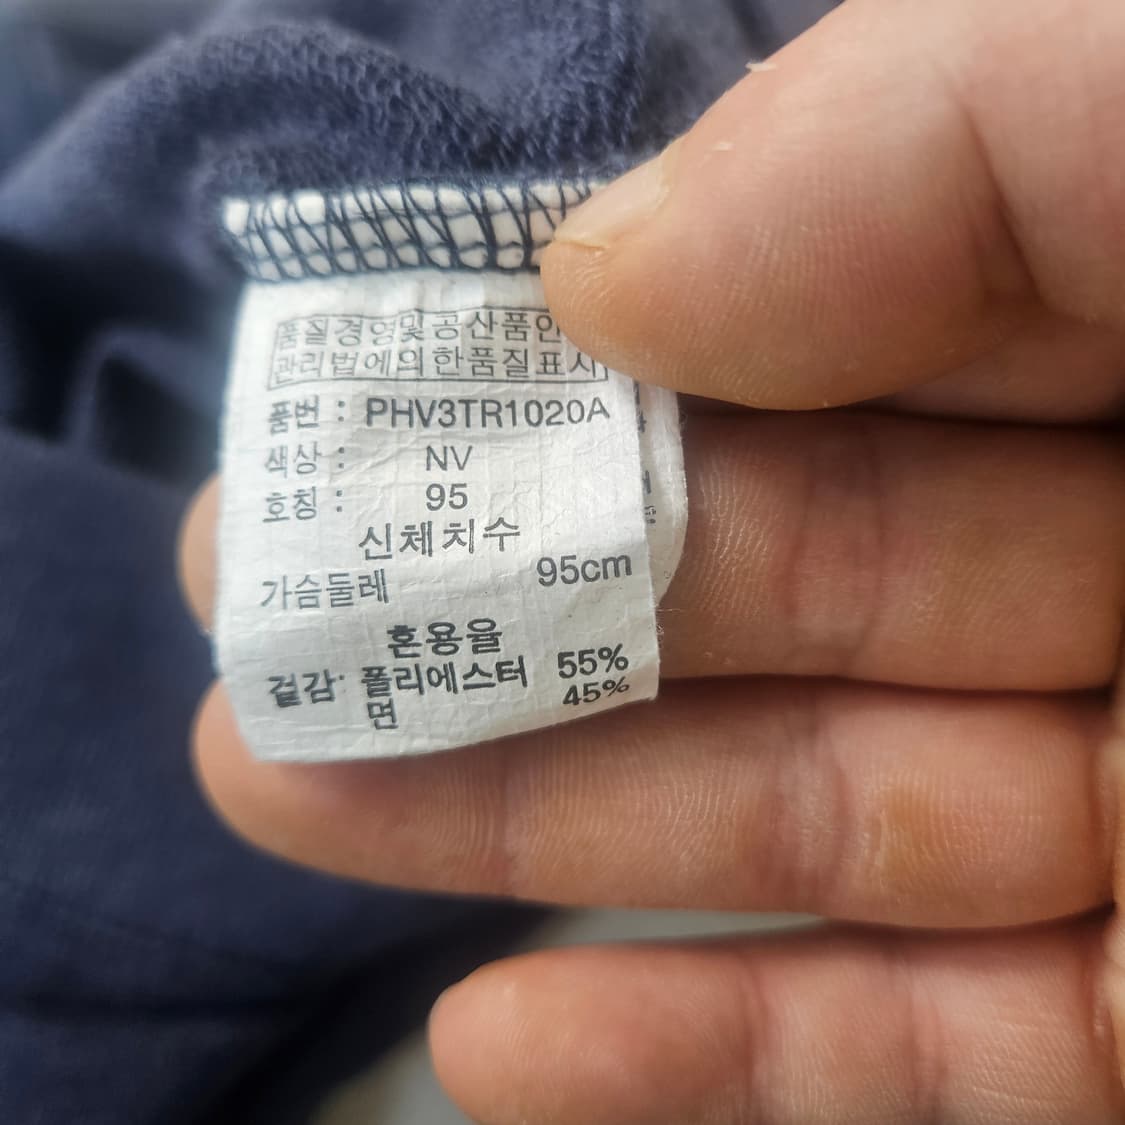 품질경영및공산품안
관리법에의한품질표시
품번 : PHV3TR1020A
색상 : NV
호칭 : 95
신체치수
가슴둘레 95cm
혼용율
겉감: 폴리에스터 55%
면 45%